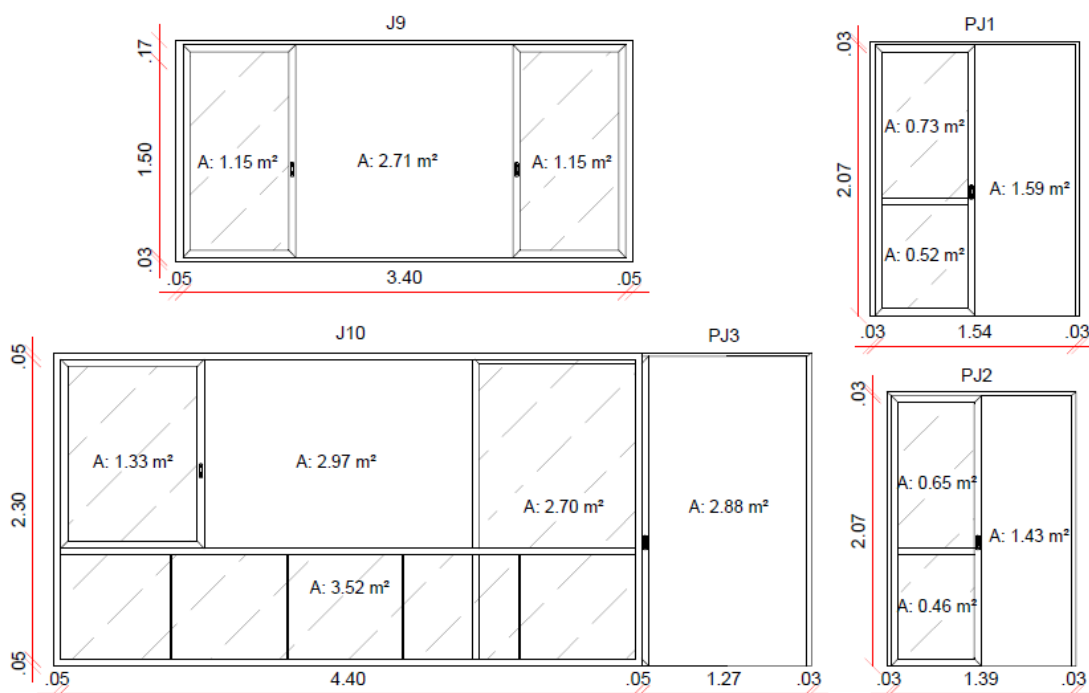 J9
.17
1.50
.03
A: 1.15 m²
A: 2.71 m²
A: 1.15 m²
.05
3.40
.05
PJ1
.03
2.07
A: 0.73 m²
A: 1.59 m²
A: 0.52 m²
.03
1.54
.03
J10
PJ3
.05
2.30
.05
A: 1.33 m²
A: 2.97 m²
A: 2.70 m²
A: 2.88 m²
A: 3.52 m²
.05
4.40
.05
1.27
.03
PJ2
.03
2.07
A: 0.65 m²
A: 1.43 m²
A: 0.46 m²
.03
1.39
.03